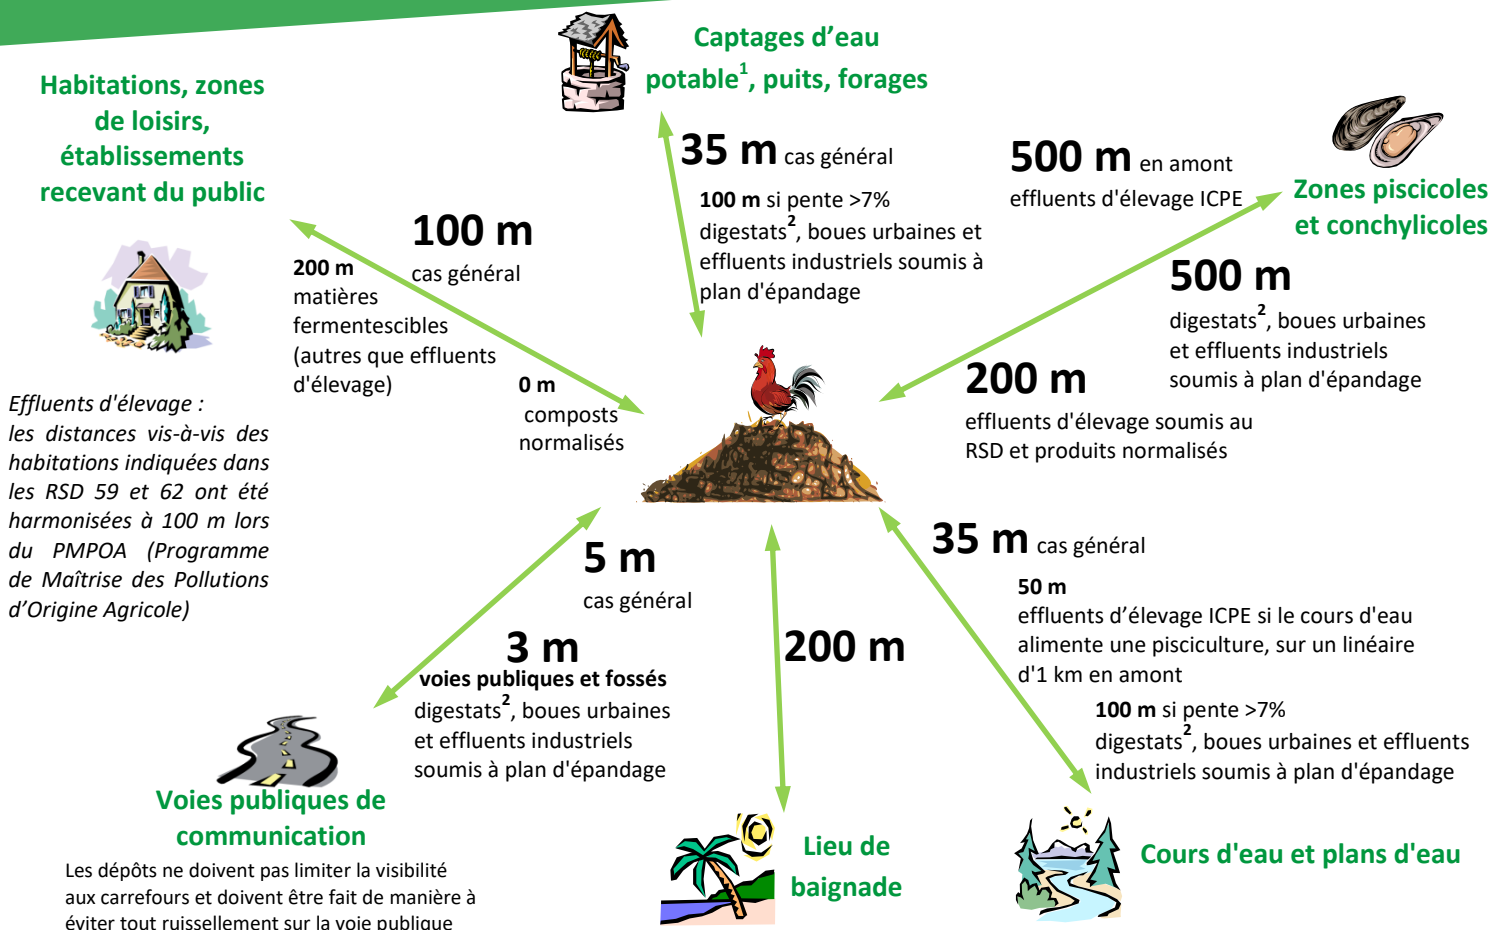 Captages d’eau
potable1, puits, forages
Habitations, zones
de loisirs,
établissements
recevant du public
35 m cas général
100 m si pente >7%
digestats2, boues urbaines et
effluents industriels soumis à
plan d'épandage
500 m en amont
effluents d'élevage ICPE
Zones piscicoles
et conchylicoles
100 m
cas général
200 m
matières
fermentescibles
(autres que effluents
d'élevage)
0 m
composts
normalisés
500 m
digestats2, boues urbaines
et effluents industriels
soumis à plan d'épandage
200 m
effluents d'élevage soumis au
RSD et produits normalisés
Effluents d'élevage :
les distances vis-à-vis des
habitations indiquées dans
les RSD 59 et 62 ont été
harmonisées à 100 m lors
du PMPOA (Programme
de Maîtrise des Pollutions
d’Origine Agricole)
5 m
cas général
3 m
voies publiques et fossés
digestats2, boues urbaines
et effluents industriels
soumis à plan d'épandage
200 m
35 m cas général
50 m
effluents d’élevage ICPE si le cours d'eau
alimente une pisciculture, sur un linéaire
d'1 km en amont
100 m si pente >7%
digestats2, boues urbaines et effluents
industriels soumis à plan d'épandage
Voies publiques de
communication
Les dépôts ne doivent pas limiter la visibilité
aux carrefours et doivent être fait de manière à
éviter tout ruissellement sur la voie publique
Lieu de
baignade
Cours d'eau et plans d'eau